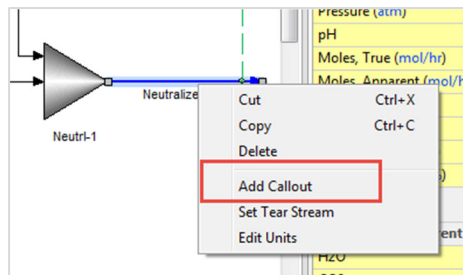 Pressure (atm)
pH
Moles, True (mol/hr)
Moles, Apparent (mol/h
Neutralize
Neutrl-1
Cut Ctrl+X
Copy Ctrl+C
Delete
Add Callout
Set Tear Stream
Edit Units
)
ent
H2O